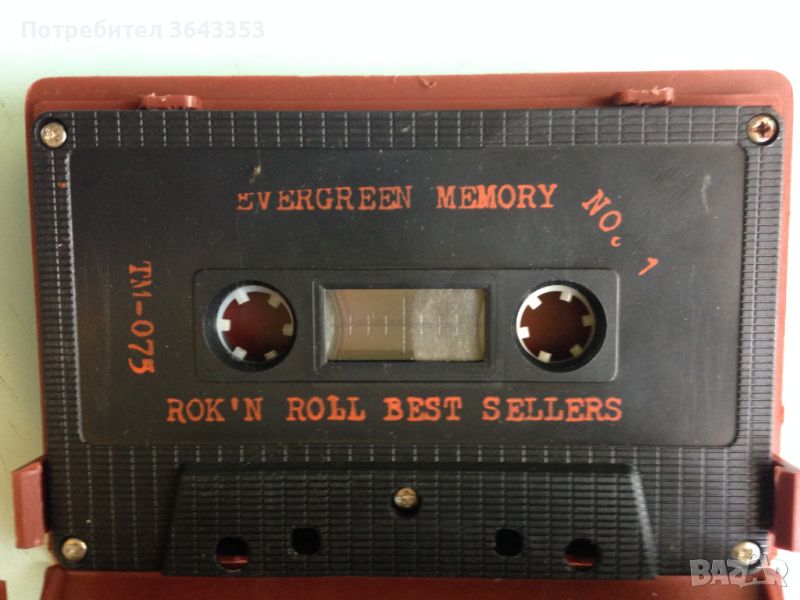 Потребител 3643353
EVERGREEN MEMORY NO. 1
TM-075
ROK'N ROLL BEST SELLERS
BAZAR